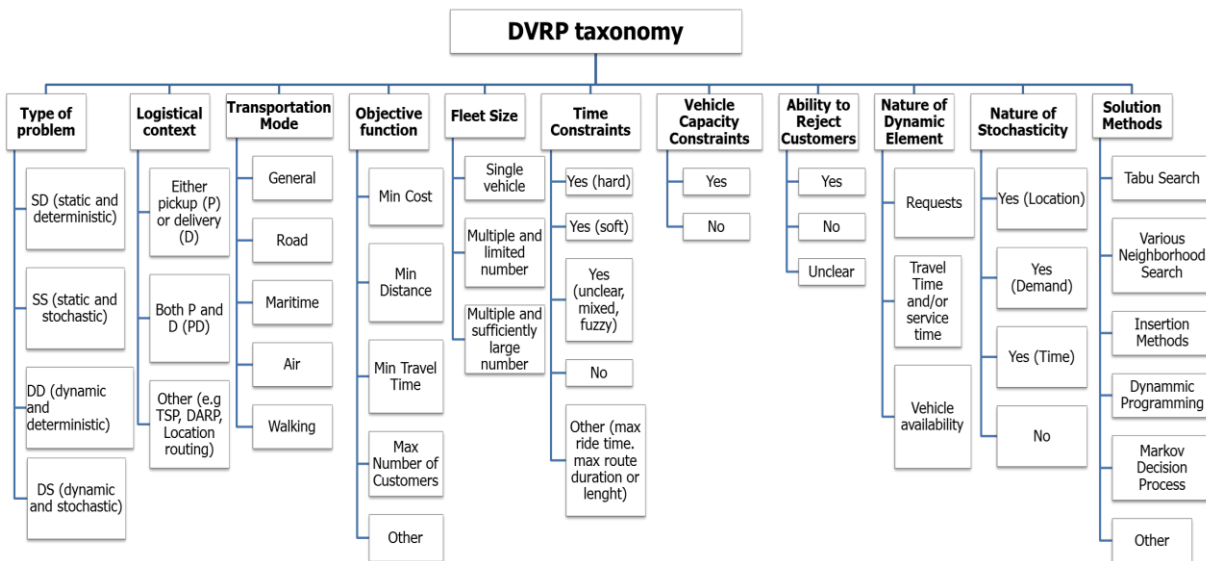 DVRP taxonomy
Type of
problem
SD (static and
deterministic)
SS (static and
stochastic)
DD (dynamic
and
deterministic)
DS (dynamic
and stochastic)
Logistical
context
Either
pickup (P)
or delivery
(D)
Both P and
D (PD)
Other (e.g
TSP, DARP,
Location
routing)
Transportation
Mode
General
Road
Maritime
Air
Walking
Objective
function
Min Cost
Min
Distance
Min Travel
Time
Max
Number of
Customers
Other
Fleet Size
Single
vehicle
Multiple and
limited
number
Multiple and
sufficiently
large
number
Time
Constraints
Yes (hard)
Yes (soft)
Yes
(unclear,
mixed,
fuzzy)
No
Other (max
ride time.
max route
duration or
lenght)
Vehicle
Capacity
Constraints
Yes
No
Ability to
Reject
Customers
Yes
No
Unclear
Nature of
Dynamic
Element
Requests
Travel
Time
and/or
service
time
Vehicle
availability
Nature of
Stochasticity
Yes (Location)
Yes
(Demand)
Yes (Time)
No
Solution
Methods
Tabu Search
Various
Neighborhood
Search
Insertion
Methods
Dynammic
Programming
Markov
Decision
Process
Other